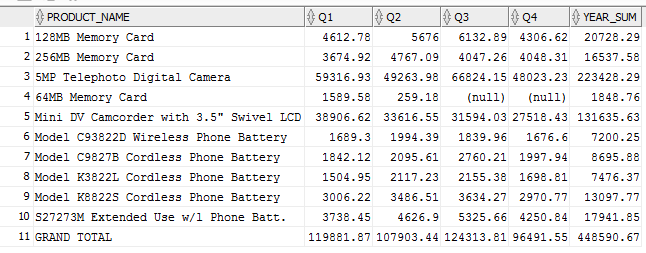 PRODUCT_NAME Q1 Q2 Q3 Q4 YEAR_SUM
1 128MB Memory Card 4612.78 5676 6132.89 4306.62 20728.29
2 256MB Memory Card 3674.92 4767.09 4047.26 4048.31 16537.58
3 5MP Telephoto Digital Camera 59316.93 49263.98 66824.15 48023.23 223428.29
4 64MB Memory Card 1589.58 259.18 (null) (null) 1848.76
5 Mini DV Camcorder with 3.5" Swivel LCD 38906.62 33616.55 31594.03 27518.43 131635.63
6 Model C93822D Wireless Phone Battery 1689.3 1994.39 1839.96 1676.6 7200.25
7 Model C9827B Cordless Phone Battery 1842.12 2095.61 2760.21 1997.94 8695.88
8 Model K3822L Cordless Phone Battery 1504.95 2117.23 2155.38 1698.81 7476.37
9 Model K8822S Cordless Phone Battery 3006.22 3486.51 3634.27 2970.77 13097.77
10 S27273M Extended Use w/l Phone Batt. 3738.45 4626.9 5325.66 4250.84 17941.85
11 GRAND TOTAL 119881.87 107903.44 124313.81 96491.55 448590.67